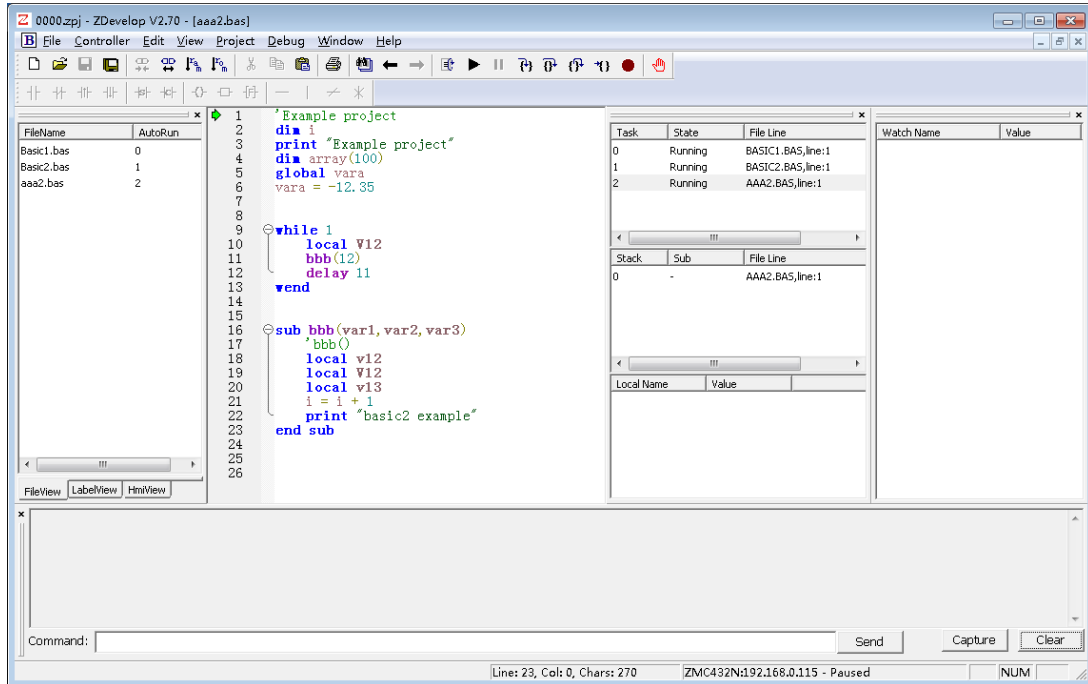 0000.zpj - ZDevelop V2.70 - [aaa2.bas]
File Controller Edit View Project Debug Window Help
FileName AutoRun
Basic1.bas 0
Basic2.bas 1
aaa2.bas 2
FileView LabelView HmiView
1 'Example project
2 dim i
3 print "Example project"
4 dim array(100)
5 global vara
6 vara = -12.35
7
8
9 while 1
10 local V12
11 bbb(12)
12 delay 11
13 wend
14
15
16 sub bbb(var1,var2,var3)
17 'bbb()
18 local v12
19 local V12
20 local v13
21 i = i + 1
22 print "basic2 example"
23 end sub
24
25
26
Task State File Line
0 Running BASIC1.BAS,line:1
1 Running BASIC2.BAS,line:1
2 Running AAA2.BAS,line:1
Stack Sub File Line
0 - AAA2.BAS,line:1
Local Name Value
Watch Name Value
Command: Send Capture Clear
Line: 23, Col: 0, Chars: 270 ZMC432N:192.168.0.115 - Paused NUM